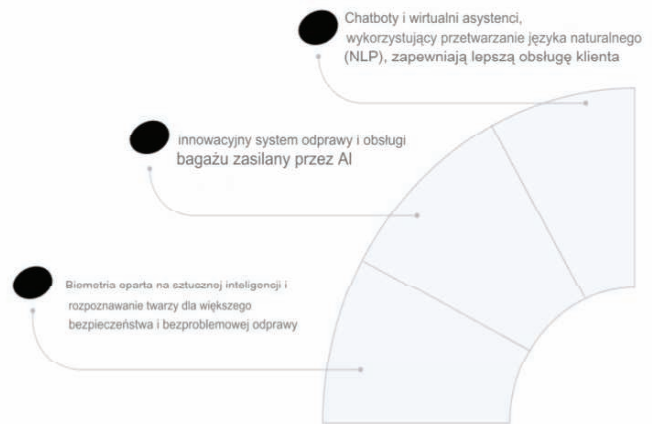 Chatboty i wirtualni asystenci,
wykorzystujący przetwarzanie języka naturalnego
(NLP), zapewniają lepszą obsługę klienta
innowacyjny system odprawy i obsługi
bagażu zasilany przez AI
Biometria oparta na sztucznej inteligencji i
rozpoznawanie twarzy dla większego
bezpieczeństwa i bezproblemowej odprawy